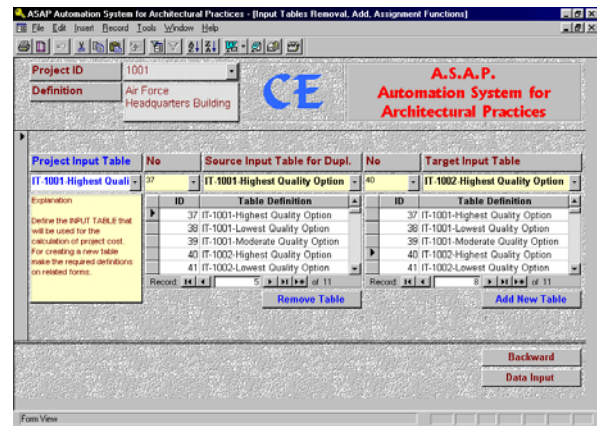 ASAP Automation System for Architectural Practices - [Input Tables Removal, Add, Assignment Functions]
File Edit Insert Record Tools Window Help
Project ID 1001
Definition Air Force Headquarters Building
CE
A.S.A.P.
Automation System for
Architectural Practices
Project Input Table No Source Input Table for Dupl. No Target Input Table
IT-1001-Highest Quali 37 IT-1001-Highest Quality Option 40 IT-1002-Highest Quality Option
Explanation
Define the INPUT TABLE that
will be used for the
calculation of project cost.
For creating a new table
make the required definitions
on related forms.
ID Table Definition
37 IT-1001-Highest Quality Option
38 IT-1001-Lowest Quality Option
39 IT-1001-Moderate Quality Option
40 IT-1002-Highest Quality Option
41 IT-1002-Lowest Quality Option
Record: 5 of 11
Remove Table
ID Table Definition
37 IT-1001-Highest Quality Option
38 IT-1001-Lowest Quality Option
39 IT-1001-Moderate Quality Option
40 IT-1002-Highest Quality Option
41 IT-1002-Lowest Quality Option
Record: 8 of 11
Add New Table
Backward
Data Input
Form View